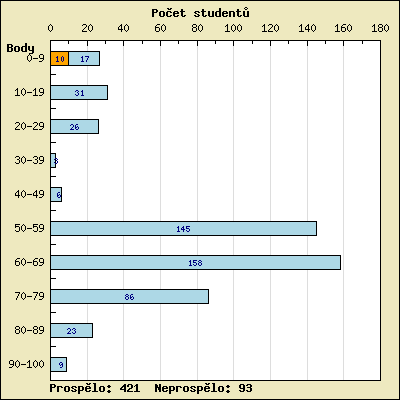 Počet studentů
0 20 40 60 80 100 120 140 160 180
Body
0-9 10 17
10-19 31
20-29 26
30-39 3
40-49 6
50-59 145
60-69 158
70-79 86
80-89 23
90-100 9
Prospělo: 421 Neprospělo: 93